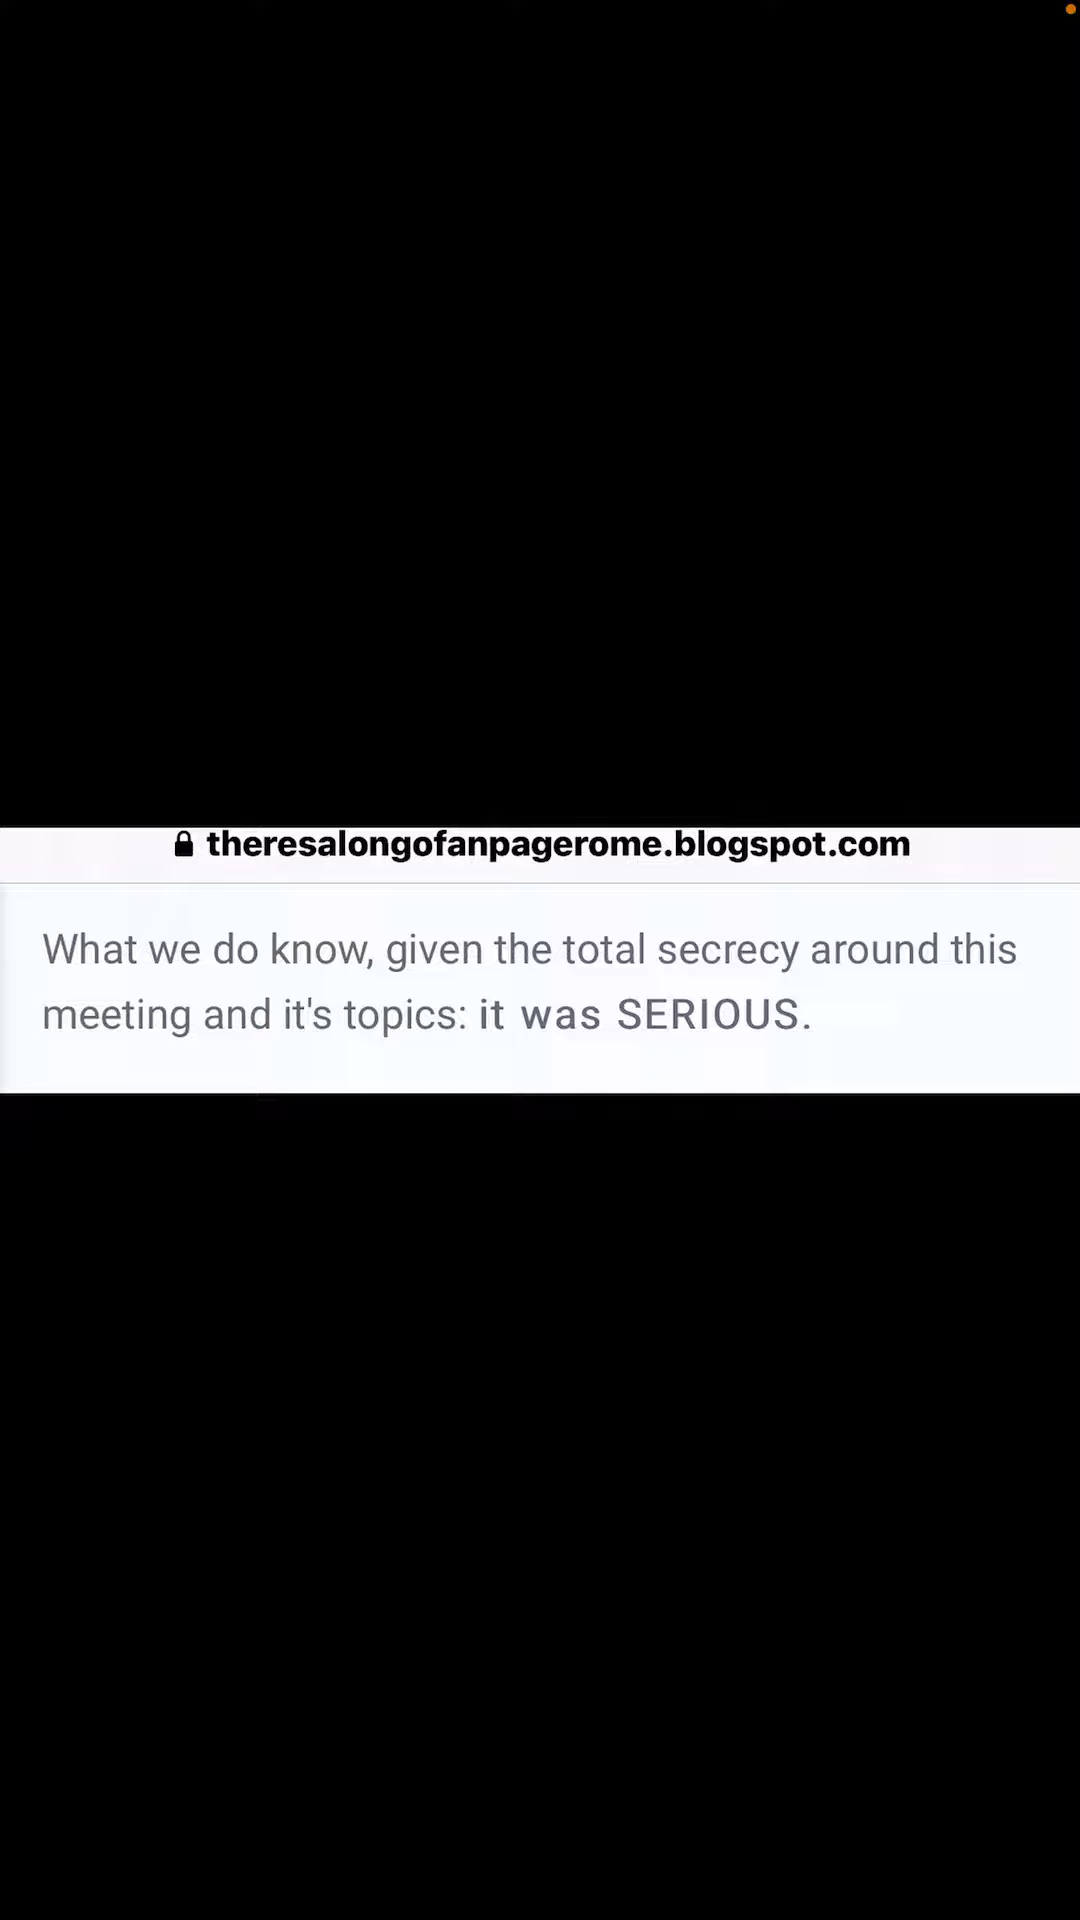 theresalongofanpagerome.blogspot.com
What we do know, given the total secrecy around this
meeting and it's topics: it was SERIOUS.